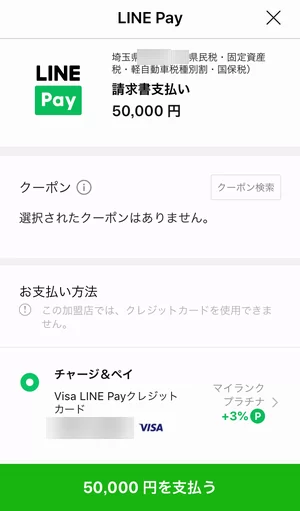 LINE Pay
LINE
Pay
埼玉県 県民税・固定資産
税・軽自動車税種別割・国保税）
請求書支払い
50,000 円
クーポン
クーポン検索
選択されたクーポンはありません。
お支払い方法
この加盟店では、クレジットカードを使用できま
せん。
チャージ＆ペイ
Visa LINE Payクレジット
カード
VISA
マイランク
プラチナ
+3% P
50,000 円を支払う